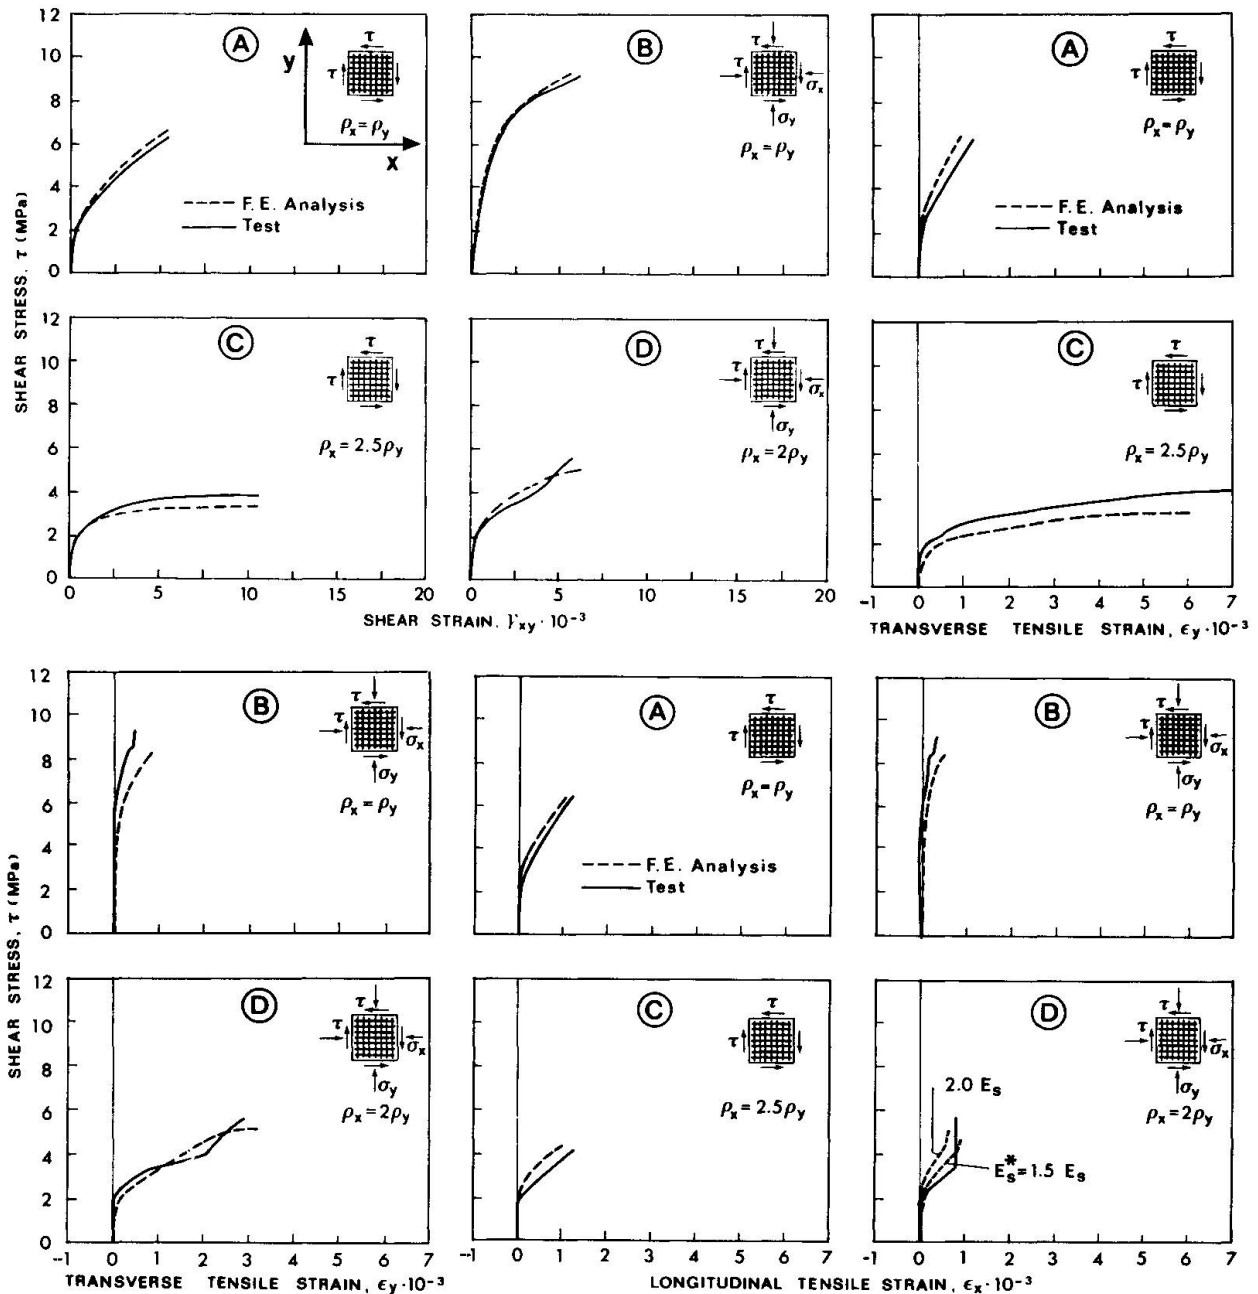 12
10
8
6
4
2
0
SHEAR STRESS, τ (MPa)
A
y
x
τ
τ
ρx = ρy
F.E. Analysis
Test
B
τ
τ
σx
σy
ρx = ρy
A
τ
τ
ρx = ρy
F.E. Analysis
Test
12
10
8
6
4
2
0
C
τ
τ
ρx = 2.5ρy
0 5 10 15 20
D
τ
τ
σx
σy
ρx = 2ρy
0 5 10 15 20
SHEAR STRAIN, γxy · 10⁻³
C
τ
τ
ρx = 2.5ρy
-1 0 1 2 3 4 5 6 7
TRANSVERSE TENSILE STRAIN, ϵy · 10⁻³
12
10
8
6
4
2
0
SHEAR STRESS, τ (MPa)
B
τ
τ
σx
σy
ρx = ρy
A
τ
τ
ρx = ρy
F.E. Analysis
Test
B
τ
τ
σx
σy
ρx = ρy
12
10
8
6
4
2
0
D
τ
τ
σx
σy
ρx = 2ρy
-1 0 1 2 3 4 5 6 7
TRANSVERSE TENSILE STRAIN, ϵy · 10⁻³
C
τ
τ
ρx = 2.5ρy
-1 0 1 2 3 4 5 6 7
D
τ
τ
σx
σy
ρx = 2ρy
2.0 Es
Es* = 1.5 Es
-1 0 1 2 3 4 5 6 7
LONGITUDINAL TENSILE STRAIN, ϵx · 10⁻³